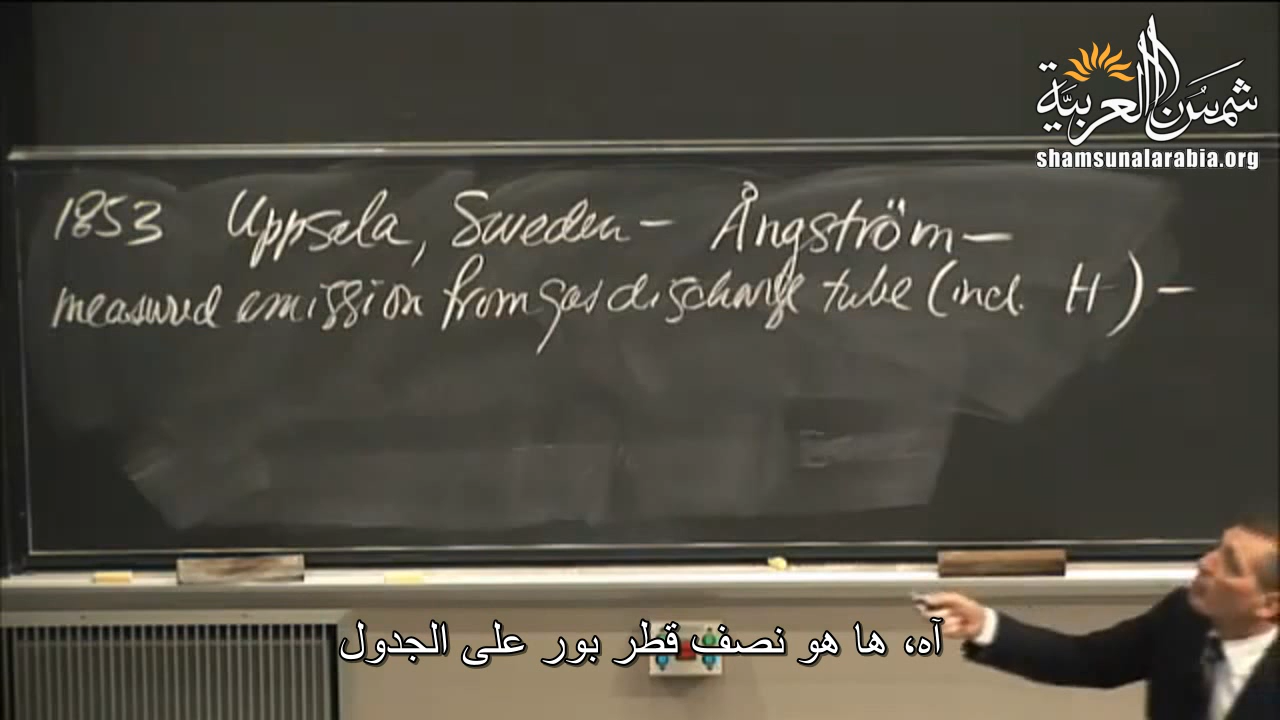 شمس العربية
shamsunalarabia.org
1853 Uppsala, Sweden – Ångström –
measured emission from gas discharge tube (incl. H) –
آه، ها هو نصف قطر بور على الجدول